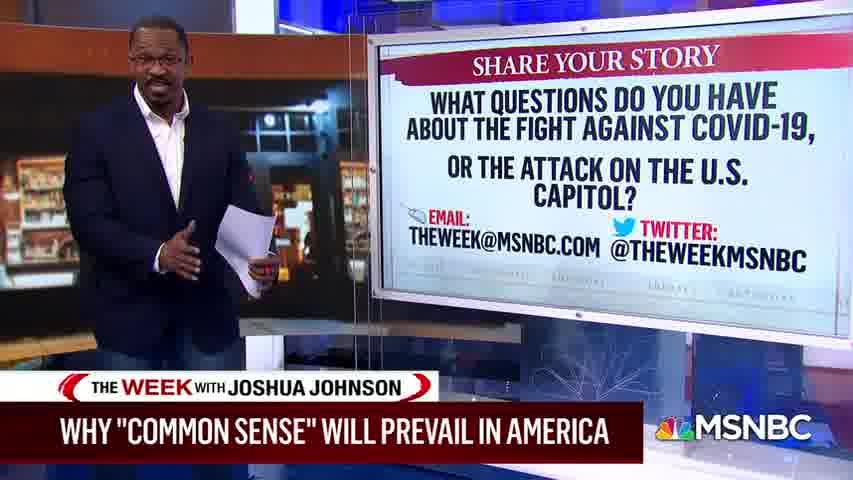 SHARE YOUR STORY
WHAT QUESTIONS DO YOU HAVE
ABOUT THE FIGHT AGAINST COVID-19,
OR THE ATTACK ON THE U.S.
CAPITOL?
EMAIL:
THEWEEK@MSNBC.COM
TWITTER:
@THEWEEKMSNBC
THE WEEK WITH JOSHUA JOHNSON
WHY "COMMON SENSE" WILL PREVAIL IN AMERICA
MSNBC